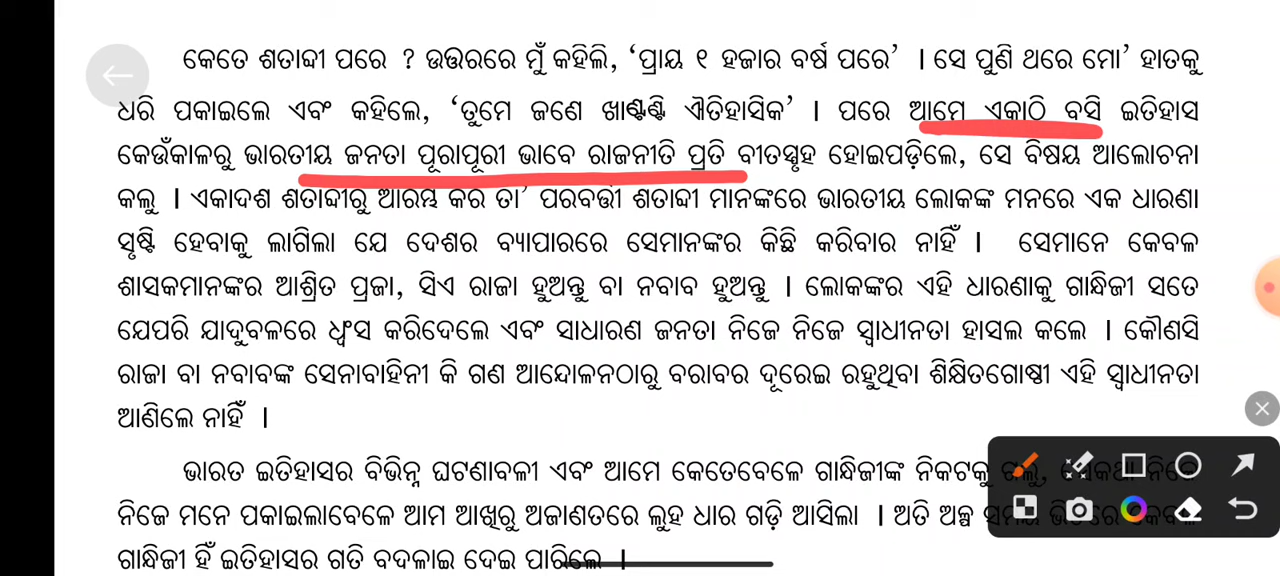 କେତେ ଶତାବ୍ଦୀ ପରେ ? ଉତ୍ତରରେ ମୁଁ କହିଲି, ‘ପ୍ରାୟ ୧ ହଜାର ବର୍ଷ ପରେ’ । ସେ ପୁଣି ଥରେ ମୋ’ ହାତକୁ
ଧରି ପକାଇଲେ ଏବଂ କହିଲେ, ‘ତୁମେ ଜଣେ ଖାଣ୍ଟି ଐତିହାସିକ’ । ପରେ ଆମେ ଏକାଠି ବସି ଇତିହାସ
କେଉଁକାଳରୁ ଭାରତୀୟ ଜନତା ପୂରାପୂରୀ ଭାବେ ରାଜନୀତି ପ୍ରତି ବୀତସ୍ପୃହ ହୋଇପଡ଼ିଲେ, ସେ ବିଷୟ ଆଲୋଚନା
କଲୁ । ଏକାଦଶ ଶତାବ୍ଦୀରୁ ଆରମ୍ଭ କରି ତା’ ପରବର୍ତ୍ତୀ ଶତାବ୍ଦୀ ମାନଙ୍କରେ ଭାରତୀୟ ଲୋକଙ୍କ ମନରେ ଏକ ଧାରଣା
ସୃଷ୍ଟି ହେବାକୁ ଲାଗିଲା ଯେ ଦେଶର ବ୍ୟାପାରରେ ସେମାନଙ୍କର କିଛି କରିବାର ନାହିଁ । ସେମାନେ କେବଳ
ଶାସକମାନଙ୍କର ଆଶ୍ରିତ ପ୍ରଜା, ସିଏ ରାଜା ହୁଅନ୍ତୁ ବା ନବାବ ହୁଅନ୍ତୁ । ଲୋକଙ୍କର ଏହି ଧାରଣାକୁ ଗାନ୍ଧିଜୀ ସତେ
ଯେପରି ଯାଦୁବଳରେ ଧ୍ୱଂସ କରିଦେଲେ ଏବଂ ସାଧାରଣ ଜନତା ନିଜେ ନିଜେ ସ୍ୱାଧୀନତା ହାସଲ କଲେ । କୌଣସି
ରାଜା ବା ନବାବଙ୍କ ସେନାବାହିନୀ କି ଗଣ ଆନ୍ଦୋଳନଠାରୁ ବରାବର ଦୂରେଇ ରହୁଥିବା ଶିକ୍ଷିତଗୋଷ୍ଠୀ ଏହି ସ୍ୱାଧୀନତା
ଆଣିଲେ ନାହିଁ ।
ଭାରତ ଇତିହାସର ବିଭିନ୍ନ ଘଟଣାବଳୀ ଏବଂ ଆମେ କେତେବେଳେ ଗାନ୍ଧିଜୀଙ୍କ ନିକଟକୁ
ନିଜେ ମନେ ପକାଇଲାବେଳେ ଆମ ଆଖିରୁ ଅଜାଣତରେ ଲୁହ ଧାର ଗଡ଼ି ଆସିଲା । ଅତି ଅଳ୍ପ
ଗାନ୍ଧିଜୀ ହିଁ ଇତିହାସର ଗତି ବଦଳାଇ ଦେଇ ପାରିଲେ ।